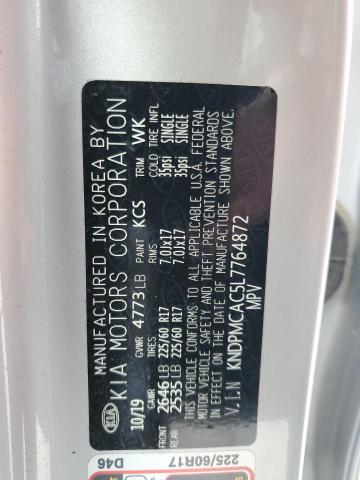 MANUFACTURED IN KOREA BY
KIA MOTORS CORPORATION
10/19 GVWR 4773LB PAINT KCS TRIM WK
GAWR RIMS COLD TIRE INFL
FRONT 2646LB 225/60 R17 7.0JX17 35psi SINGLE
REAR 2535LB 225/60 R17 7.0JX17 35psi SINGLE
THIS VEHICLE CONFORMS TO ALL APPLICABLE U.S.A. FEDERAL
MOTOR VEHICLE SAFETY AND THEFT PREVENTION STANDARDS
IN EFFECT ON THE DATE OF MANUFACTURE SHOWN ABOVE.
V.I.N KNDPMCAC5L7764872
MPV
KIA
D46 225/60R17